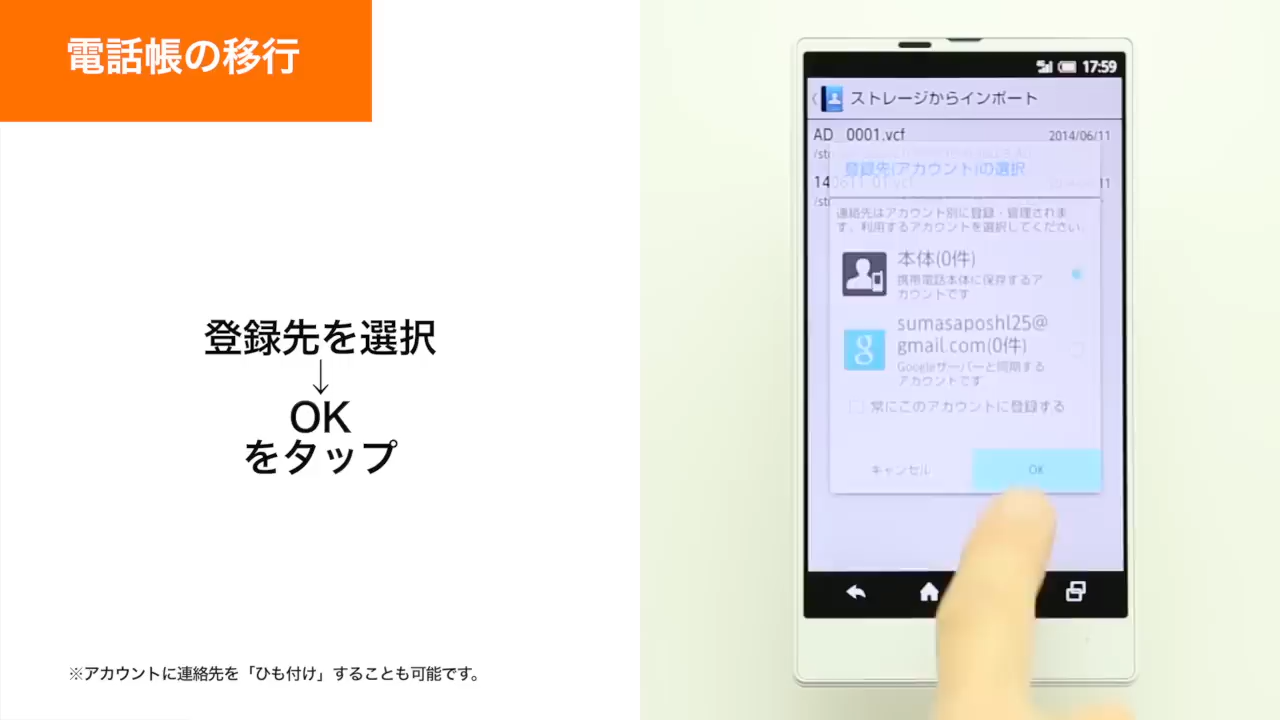 電話帳の移行
登録先を選択
↓
OK
をタップ
※アカウントに連絡先を「ひも付け」することも可能です。
17:59
ストレージからインポート
AD__0001.vcf 2014/06/11
登録先(アカウント)の選択
連絡先はアカウント別に登録・管理されま
す。利用するアカウントを選択してください。
本体(0件)
携帯電話本体に保存するア
カウントです
sumasaposhl25@
gmail.com(0件)
Googleサーバーと同期する
アカウントです
常にこのアカウントに登録する
キャンセル OK